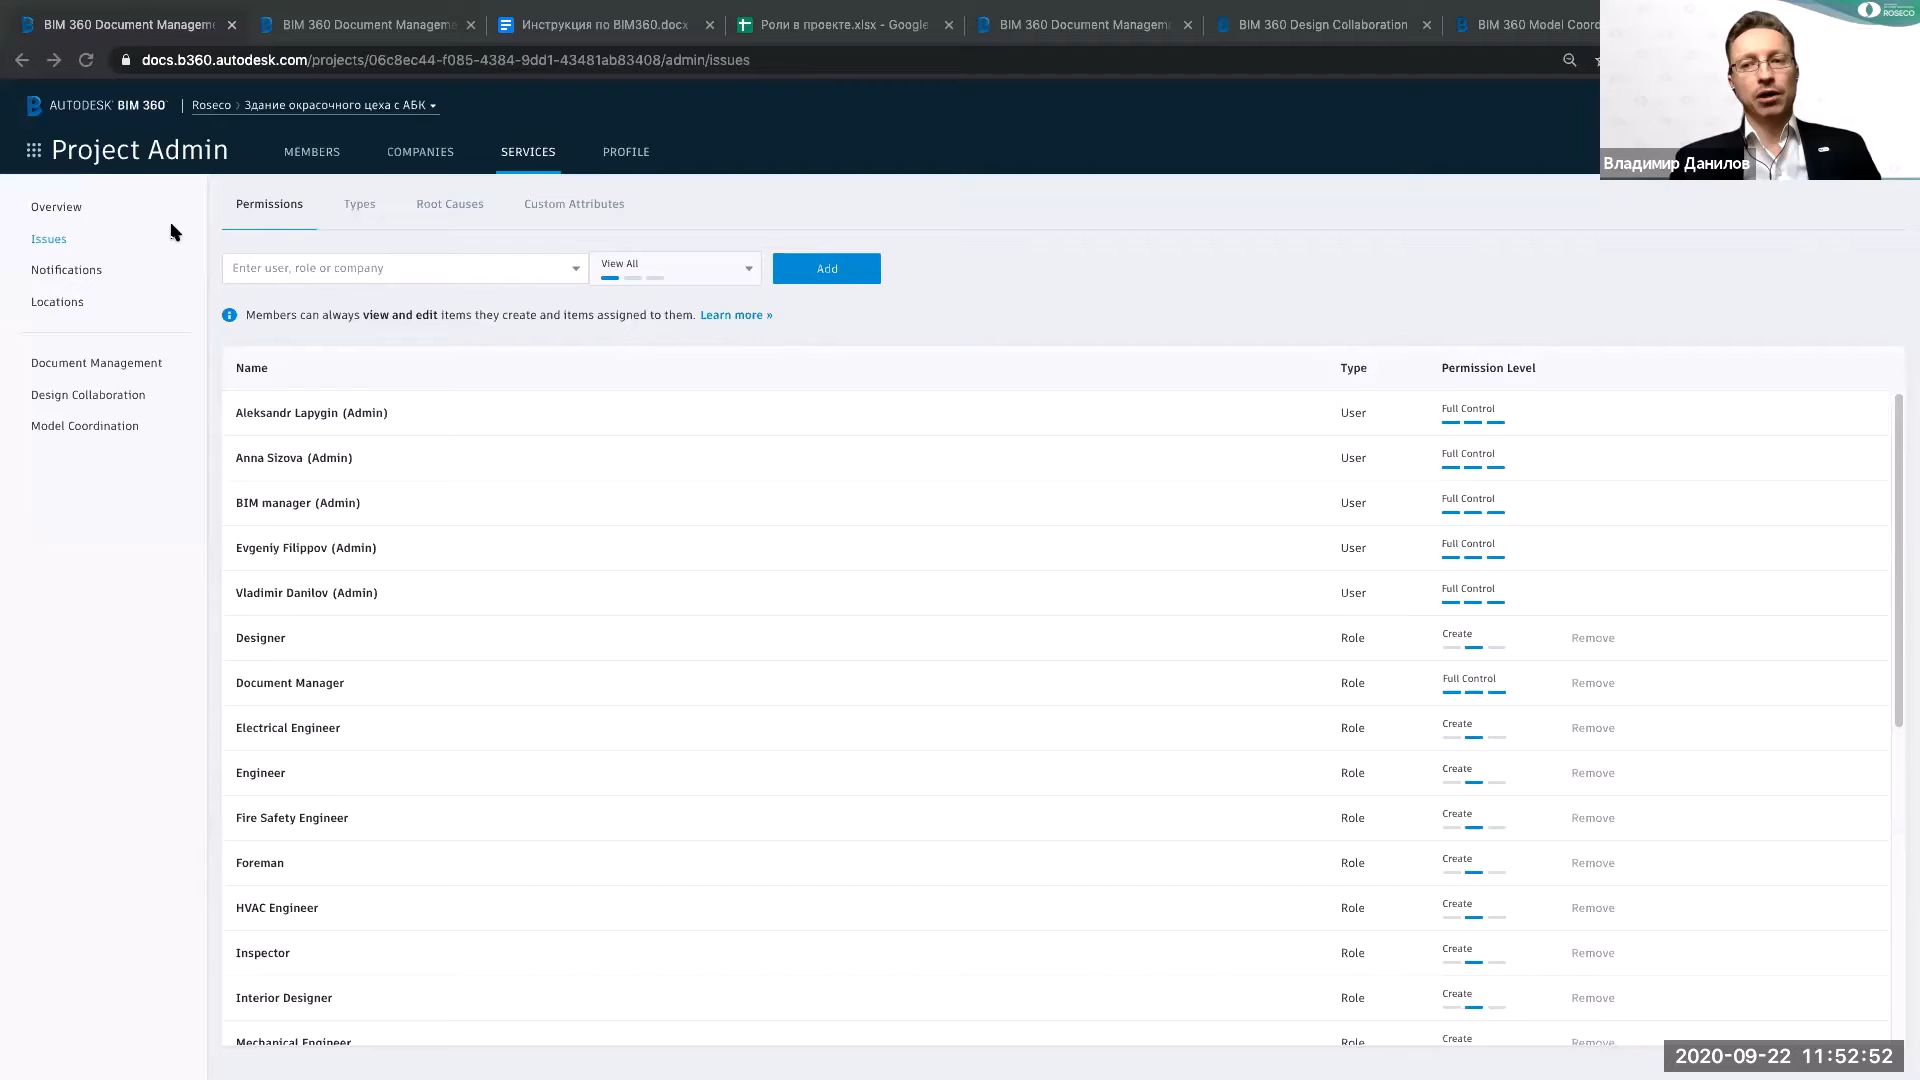 BIM 360 Document Manageme
BIM 360 Document Manageme
Инструкция по BIM360.docx
Роли в проекте.xlsx - Google
BIM 360 Document Managem
BIM 360 Design Collaboration
BIM 360 Model Coord
docs.b360.autodesk.com/projects/06c8ec44-f085-4384-9dd1-43481ab83408/admin/issues
ROSECO
Владимир Данилов
AUTODESK BIM 360
Roseco > Здание окрасочного цеха с АБК
Project Admin
MEMBERS
COMPANIES
SERVICES
PROFILE
Overview
Issues
Notifications
Locations
Document Management
Design Collaboration
Model Coordination
Permissions
Types
Root Causes
Custom Attributes
Enter user, role or company
View All
Add
Members can always view and edit items they create and items assigned to them. Learn more »
Name Type Permission Level
Aleksandr Lapygin (Admin) User Full Control
Anna Sizova (Admin) User Full Control
BIM manager (Admin) User Full Control
Evgeniy Filippov (Admin) User Full Control
Vladimir Danilov (Admin) User Full Control
Designer Role Create Remove
Document Manager Role Full Control Remove
Electrical Engineer Role Create Remove
Engineer Role Create Remove
Fire Safety Engineer Role Create Remove
Foreman Role Create Remove
HVAC Engineer Role Create Remove
Inspector Role Create Remove
Interior Designer Role Create Remove
Mechanical Engineer Role Create Remove
2020-09-22 11:52:52